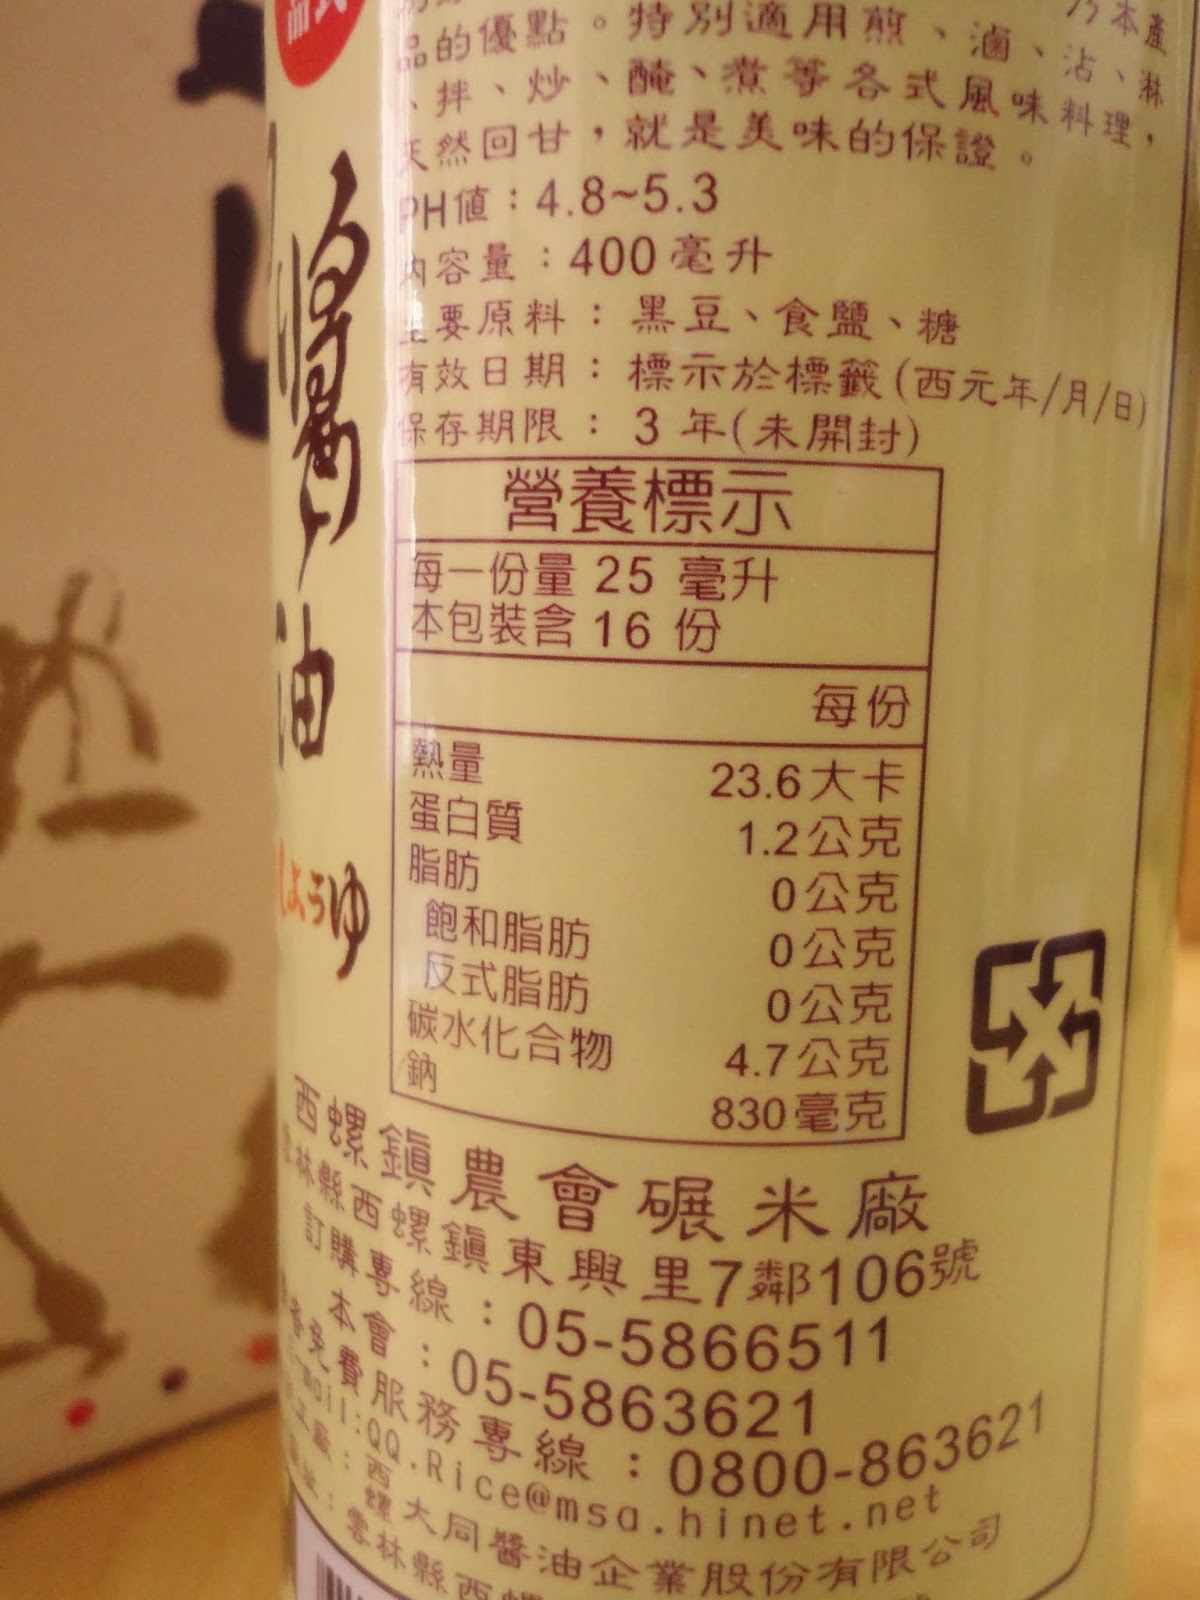 品的優點。特別適用煎、滷、沾、淋
、拌、炒、醃、煮等各式風味料理，
天然回甘，就是美味的保證。
PH值：4.8~5.3
內容量：400毫升
主要原料：黑豆、食鹽、糖
有效日期：標示於標籤(西元年/月/日)
保存期限：3年(未開封)
營養標示
每一份量 25 毫升
本包裝含 16 份
每份
熱量 23.6大卡
蛋白質 1.2公克
脂肪 0公克
飽和脂肪 0公克
反式脂肪 0公克
碳水化合物 4.7公克
鈉 830毫克
西螺鎮農會碾米廠
雲林縣西螺鎮東興里7鄰106號
訂購專線：05-5866511
本會：05-5863621
免費服務專線：0800-863621
QQ.Rice@msa.hinet.net
西螺大同醬油企業股份有限公司
雲林縣西螺
醬油
しょうゆ